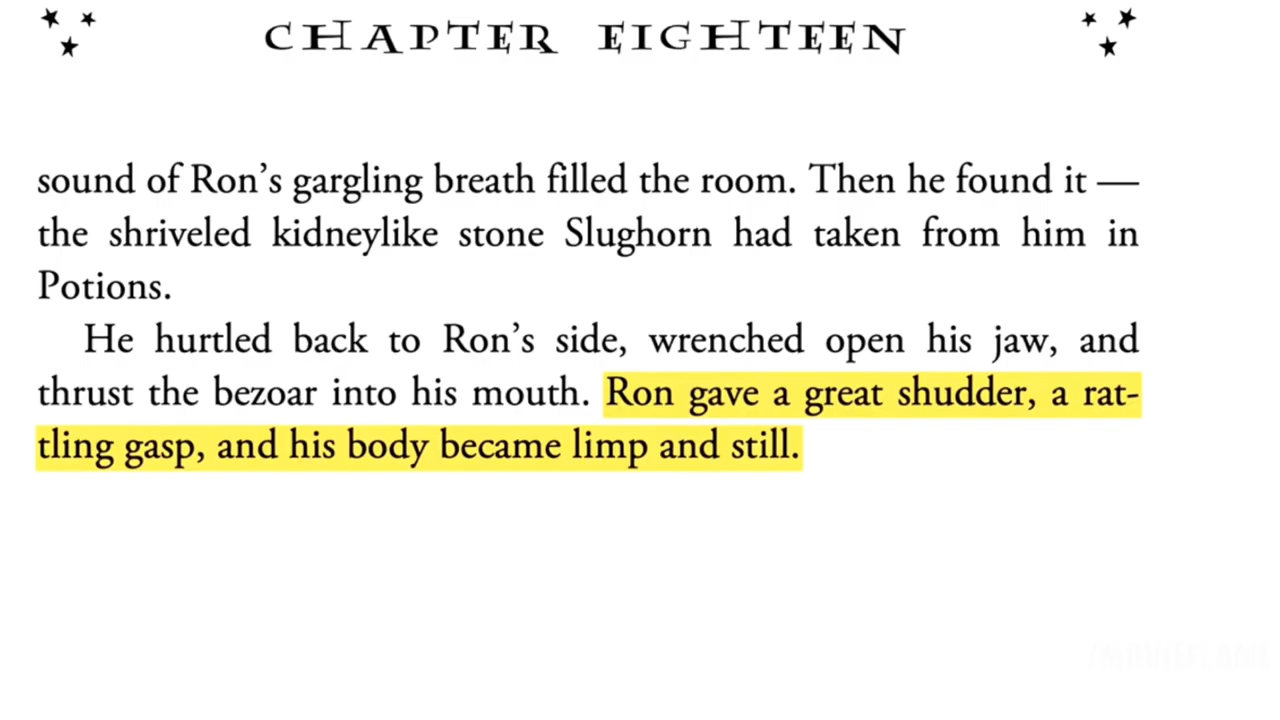 CHAPTER EIGHTEEN
sound of Ron’s gargling breath filled the room. Then he found it —
the shriveled kidneylike stone Slughorn had taken from him in
Potions.
He hurtled back to Ron’s side, wrenched open his jaw, and
thrust the bezoar into his mouth. Ron gave a great shudder, a rat-
tling gasp, and his body became limp and still.